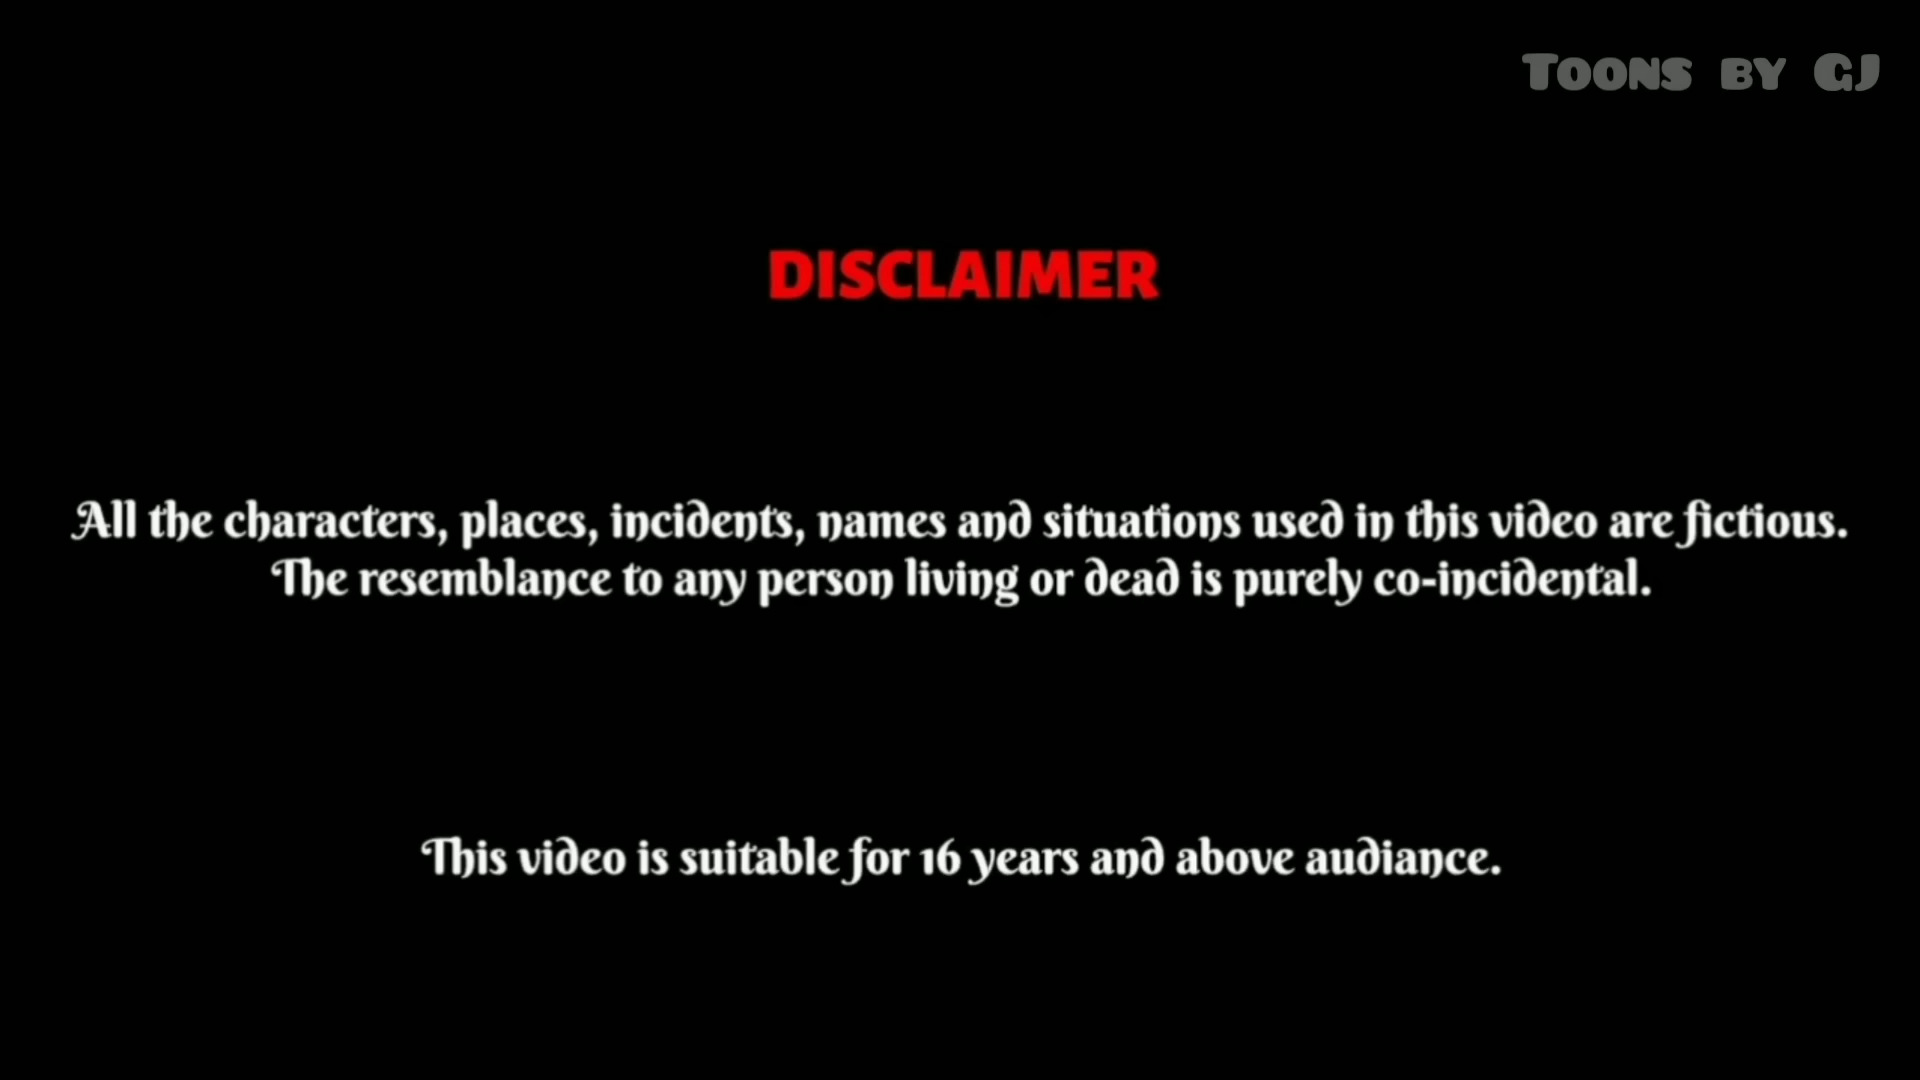 Toons by GJ
DISCLAIMER
All the characters, places, incidents, names and situations used in this video are fictious.
The resemblance to any person living or dead is purely co-incidental.
This video is suitable for 16 years and above audiance.